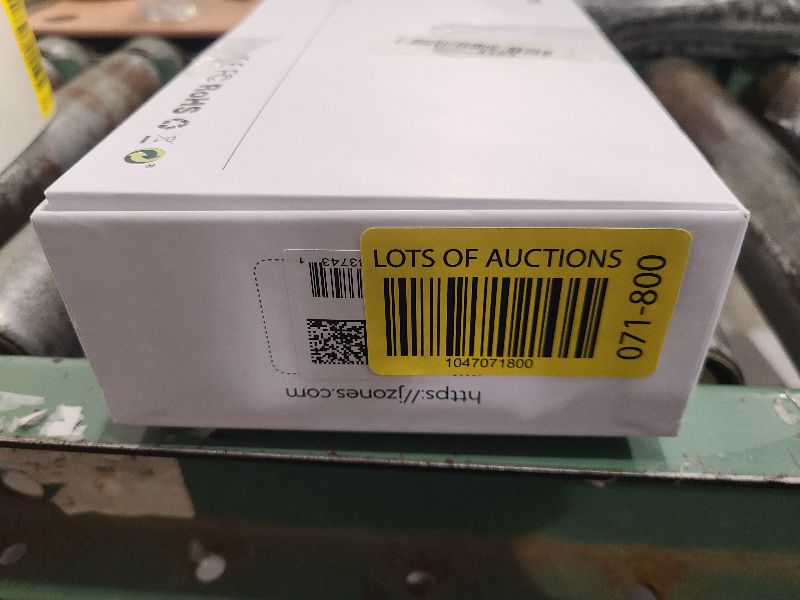 RoHS
LOTS OF AUCTIONS
071-800
1047071800
https://jzones.com